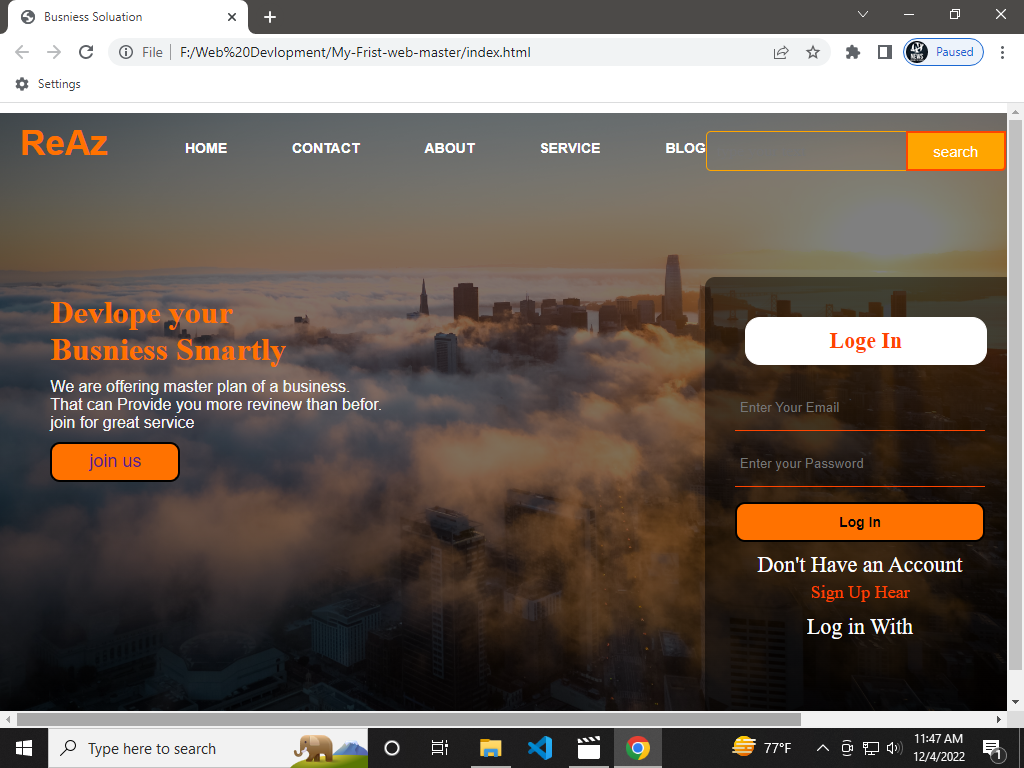 Busniess Soluation
File
F:/Web%20Devlopment/My-Frist-web-master/index.html
Paused
Settings
ReAz
HOME CONTACT ABOUT SERVICE BLOG
search
Devlope your
Busniess Smartly
We are offering master plan of a business.
That can Provide you more revinew than befor.
join for great service
join us
Loge In
Enter Your Email
Enter your Password
Log in
Don't Have an Account
Sign Up Hear
Log in With
Type here to search
77°F
11:47 AM
12/4/2022
1